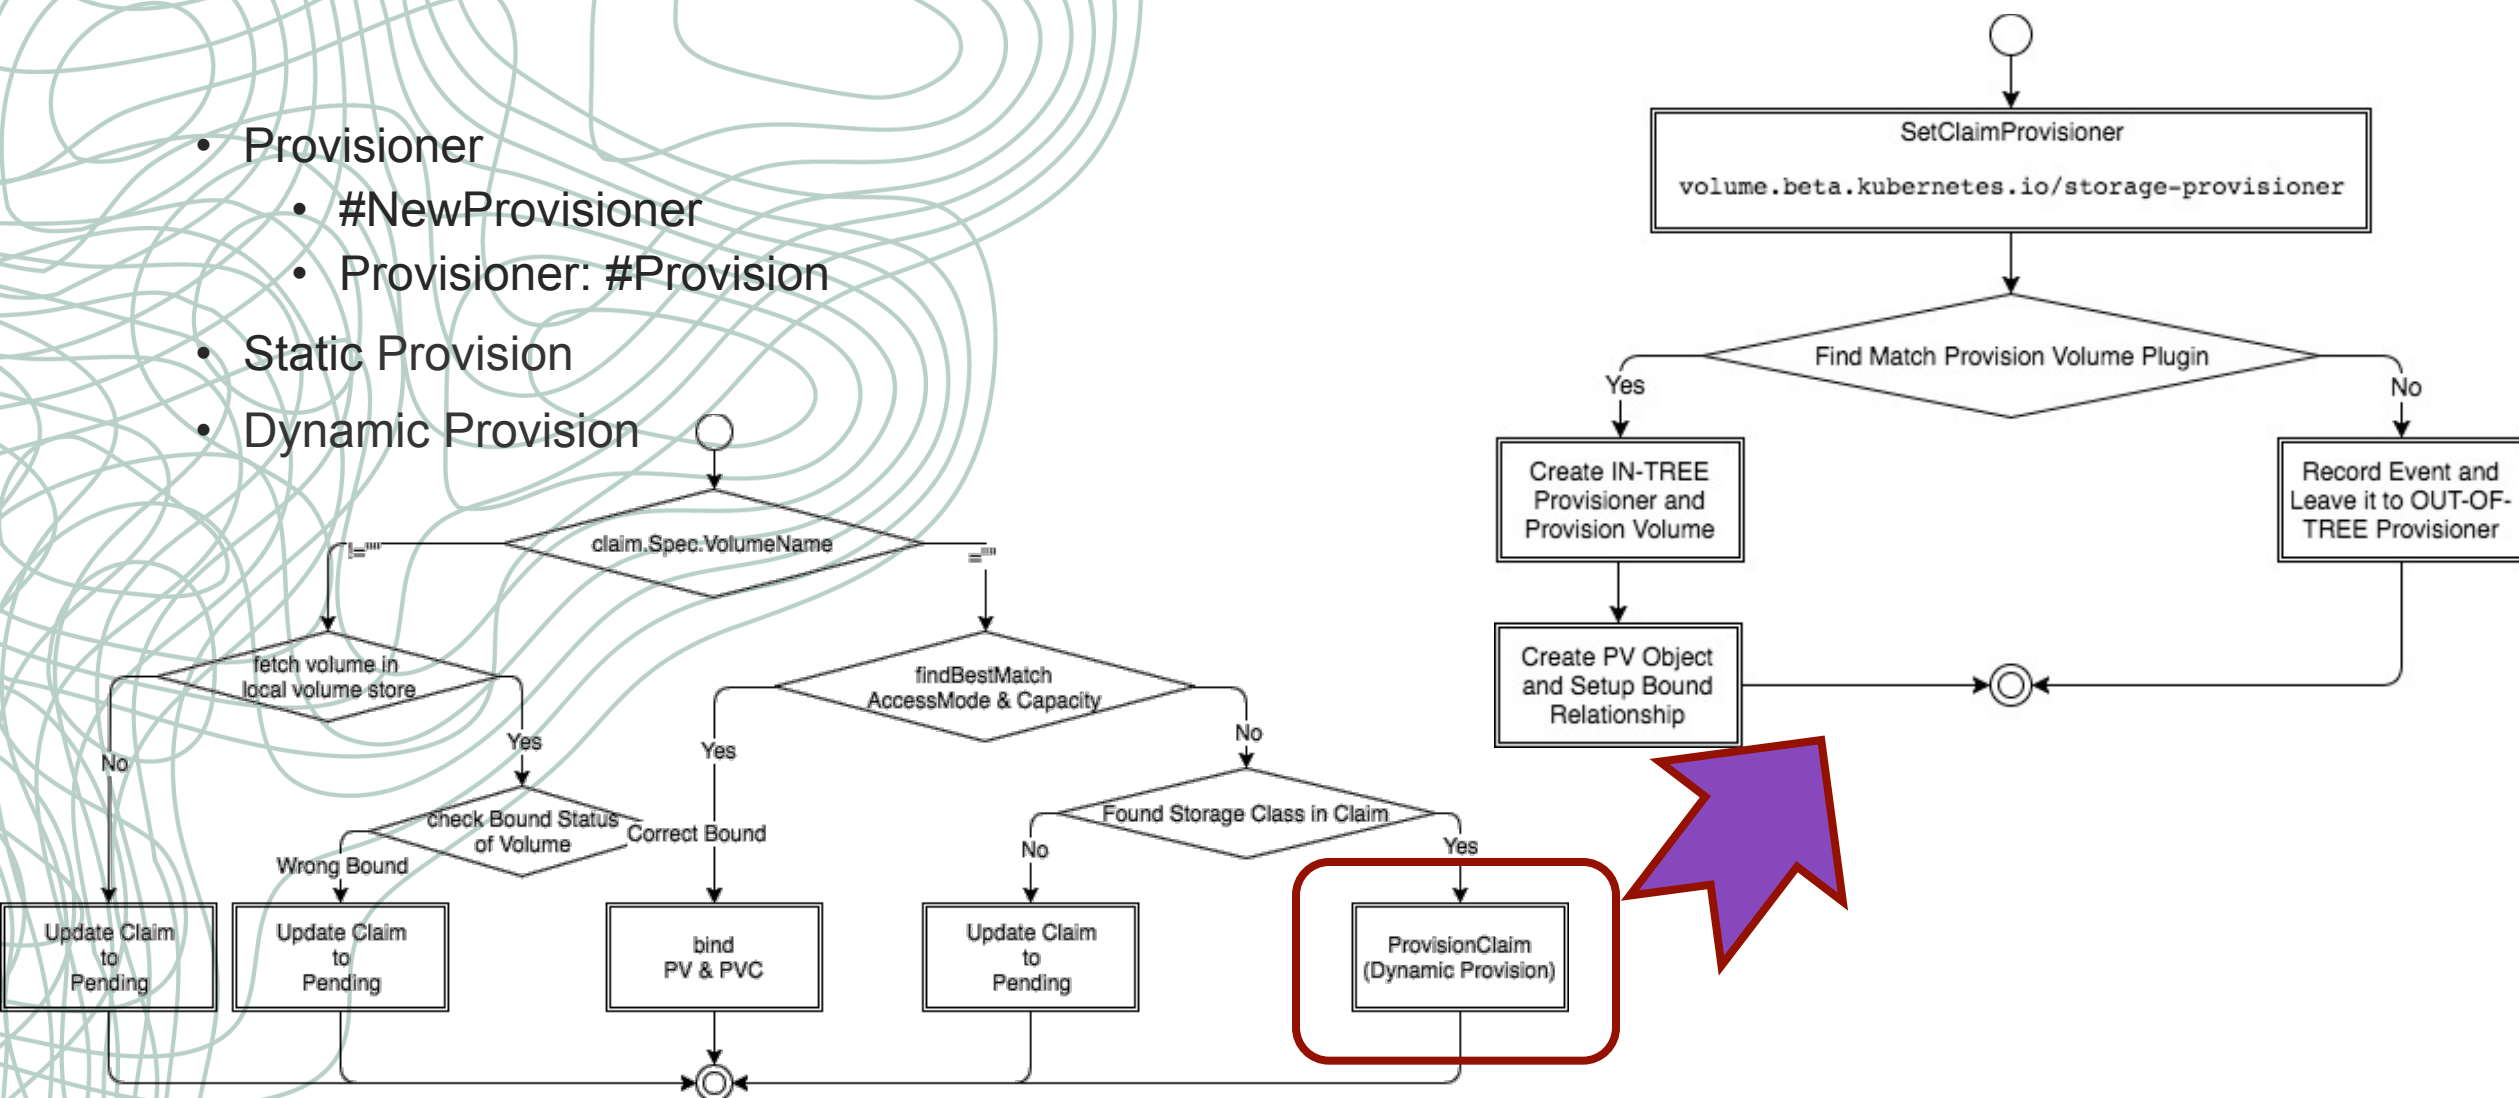 Provisioner
#NewProvisioner
Provisioner: #Provision
Static Provision
Dynamic Provision
claim.Spec.VolumeName
!=""
=""
fetch volume in
local volume store
findBestMatch
AccessMode & Capacity
No
Yes
Yes
No
check Bound Status
of Volume
Wrong Bound
Correct Bound
Found Storage Class in Claim
No
Yes
Update Claim
to
Pending
Update Claim
to
Pending
bind
PV & PVC
Update Claim
to
Pending
ProvisionClaim
(Dynamic Provision)
SetClaimProvisioner
volume.beta.kubernetes.io/storage-provisioner
Find Match Provision Volume Plugin
Yes
No
Create IN-TREE
Provisioner and
Provision Volume
Record Event and
Leave it to OUT-OF-
TREE Provisioner
Create PV Object
and Setup Bound
Relationship